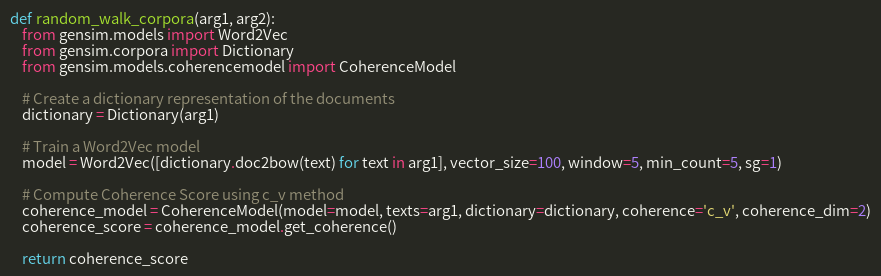 def random_walk_corpora(arg1, arg2):
    from gensim.models import Word2Vec
    from gensim.corpora import Dictionary
    from gensim.models.coherencemodel import CoherenceModel

    # Create a dictionary representation of the documents
    dictionary = Dictionary(arg1)

    # Train a Word2Vec model
    model = Word2Vec([dictionary.doc2bow(text) for text in arg1], vector_size=100, window=5, min_count=5, sg=1)

    # Compute Coherence Score using c_v method
    coherence_model = CoherenceModel(model=model, texts=arg1, dictionary=dictionary, coherence='c_v', coherence_dim=2)
    coherence_score = coherence_model.get_coherence()

    return coherence_score